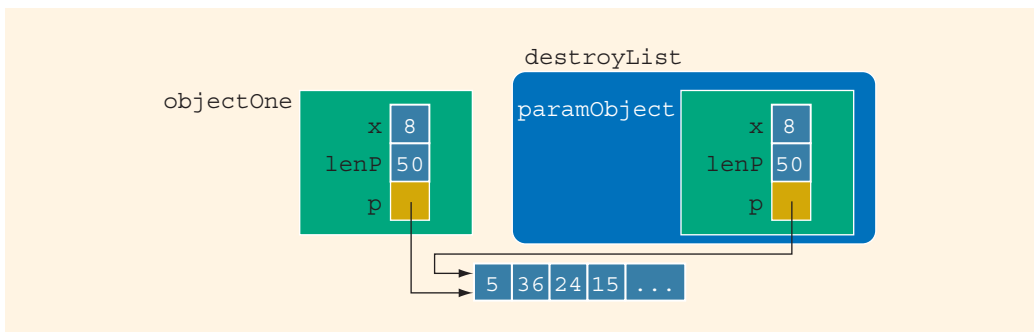 destroyList
objectOne
paramObject
x 8
lenP 50
p
x 8
lenP 50
p
5 36 24 15 ...